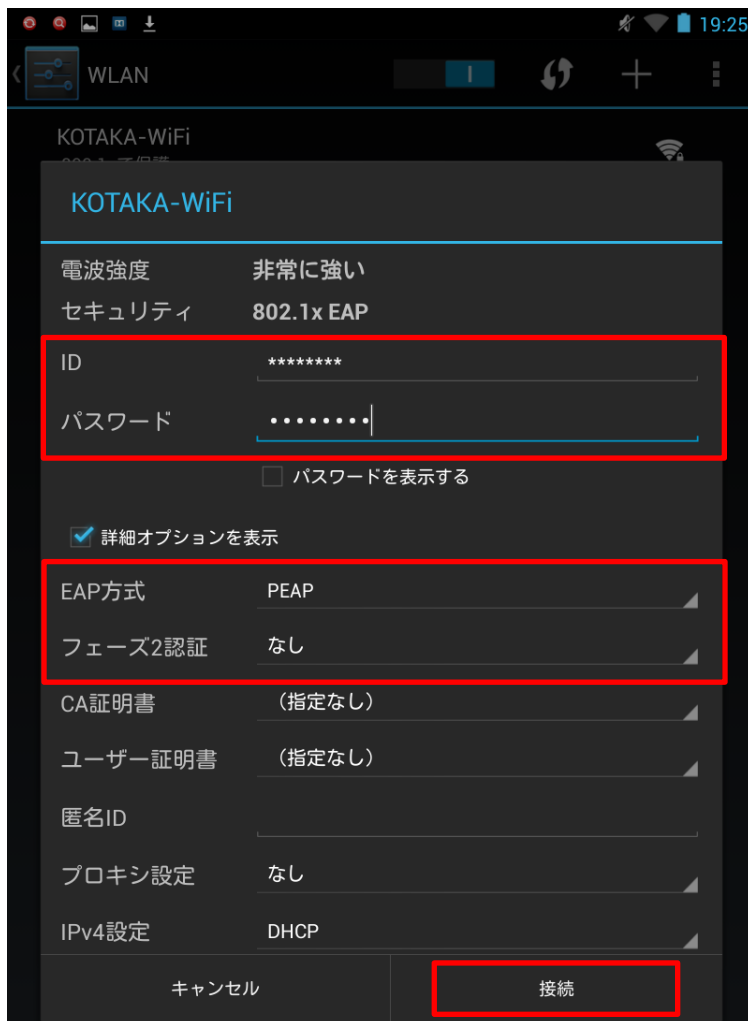 19:25
WLAN
KOTAKA-WiFi
KOTAKA-WiFi
電波強度 非常に強い
セキュリティ 802.1x EAP
ID ********
パスワード ••••••••
パスワードを表示する
詳細オプションを表示
EAP方式 PEAP
フェーズ2認証 なし
CA証明書 （指定なし）
ユーザー証明書 （指定なし）
匿名ID
プロキシ設定 なし
IPv4設定 DHCP
キャンセル 接続